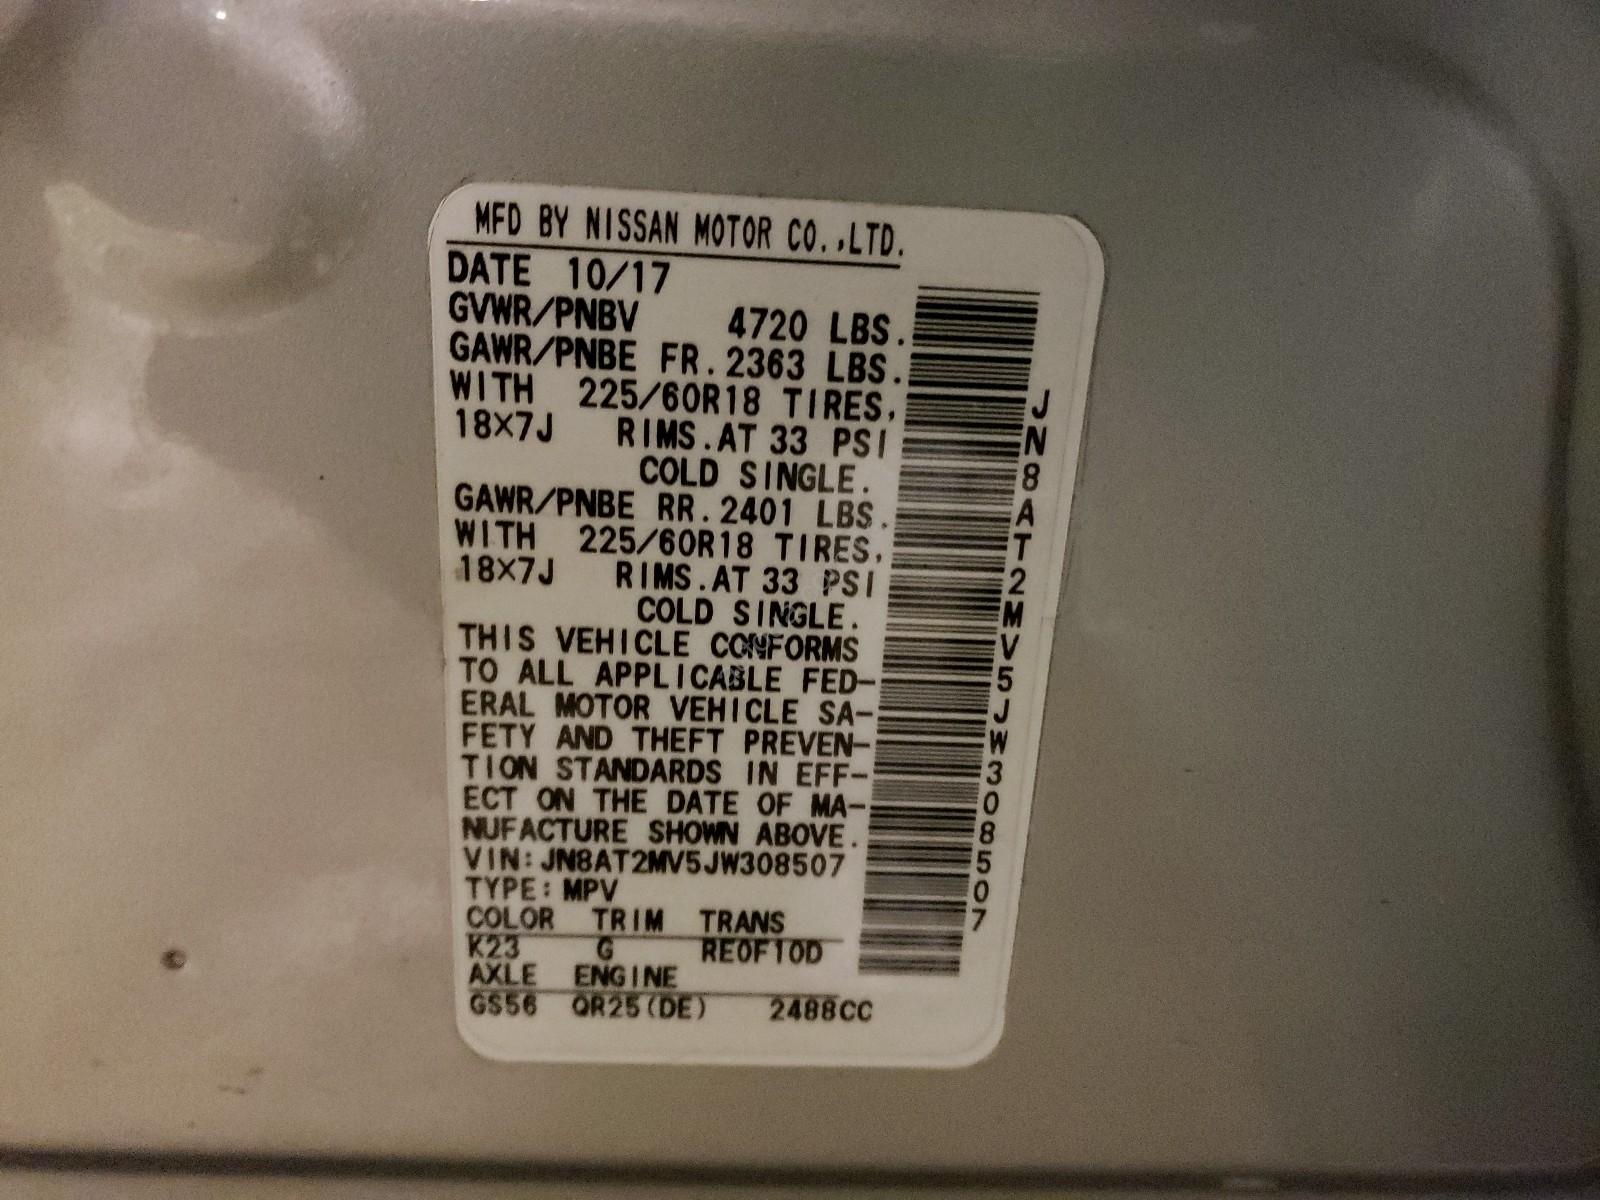 MFD BY NISSAN MOTOR CO.,LTD.
DATE 10/17
GVWR/PNBV 4720 LBS.
GAWR/PNBE FR. 2363 LBS.
WITH 225/60R18 TIRES,
18×7J RIMS.AT 33 PSI
COLD SINGLE.
GAWR/PNBE RR. 2401 LBS.
WITH 225/60R18 TIRES,
18×7J RIMS.AT 33 PSI
COLD SINGLE.
THIS VEHICLE CONFORMS
TO ALL APPLICABLE FED-
ERAL MOTOR VEHICLE SA-
FETY AND THEFT PREVEN-
TION STANDARDS IN EFF-
ECT ON THE DATE OF MA-
NUFACTURE SHOWN ABOVE.
VIN: JN8AT2MV5JW308507
TYPE: MPV
COLOR TRIM TRANS
K23 G RE0F10D
AXLE ENGINE
GS56 QR25(DE) 2488CC
JN8AT2MV5JW308507